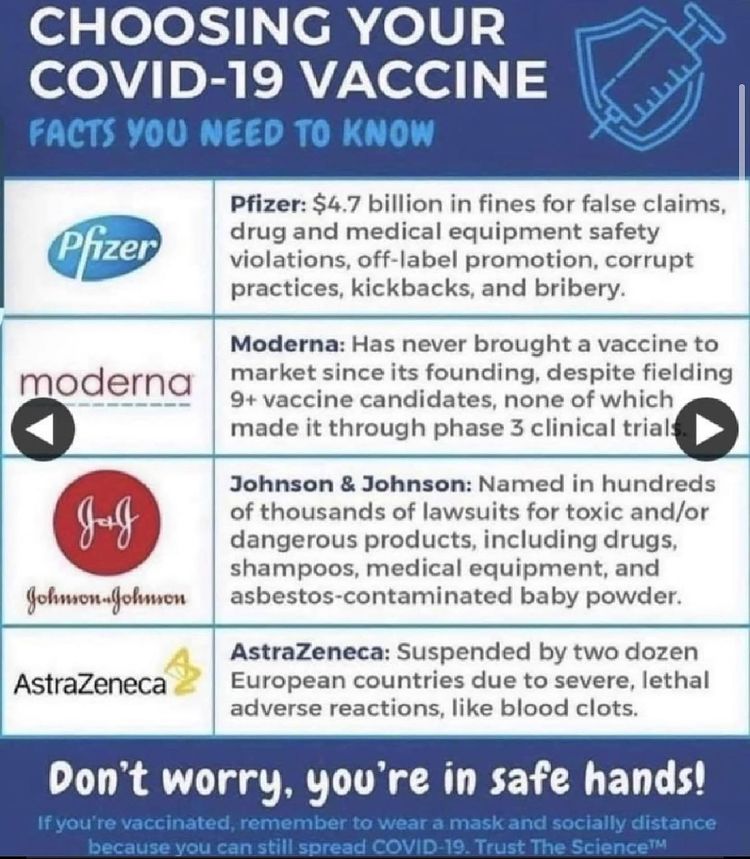 CHOOSING YOUR
COVID-19 VACCINE
FACTS YOU NEED TO KNOW
Pfizer
Pfizer: $4.7 billion in fines for false claims,
drug and medical equipment safety
violations, off-label promotion, corrupt
practices, kickbacks, and bribery.
moderna
Moderna: Has never brought a vaccine to
market since its founding, despite fielding
9+ vaccine candidates, none of which
made it through phase 3 clinical trials.
J&J
Johnson & Johnson: Named in hundreds
of thousands of lawsuits for toxic and/or
dangerous products, including drugs,
shampoos, medical equipment, and
asbestos-contaminated baby powder.
Johnson & Johnson
AstraZeneca
AstraZeneca: Suspended by two dozen
European countries due to severe, lethal
adverse reactions, like blood clots.
Don't worry, you're in safe hands!
If you're vaccinated, remember to wear a mask and socially distance
because you can still spread COVID-19. Trust The Science™